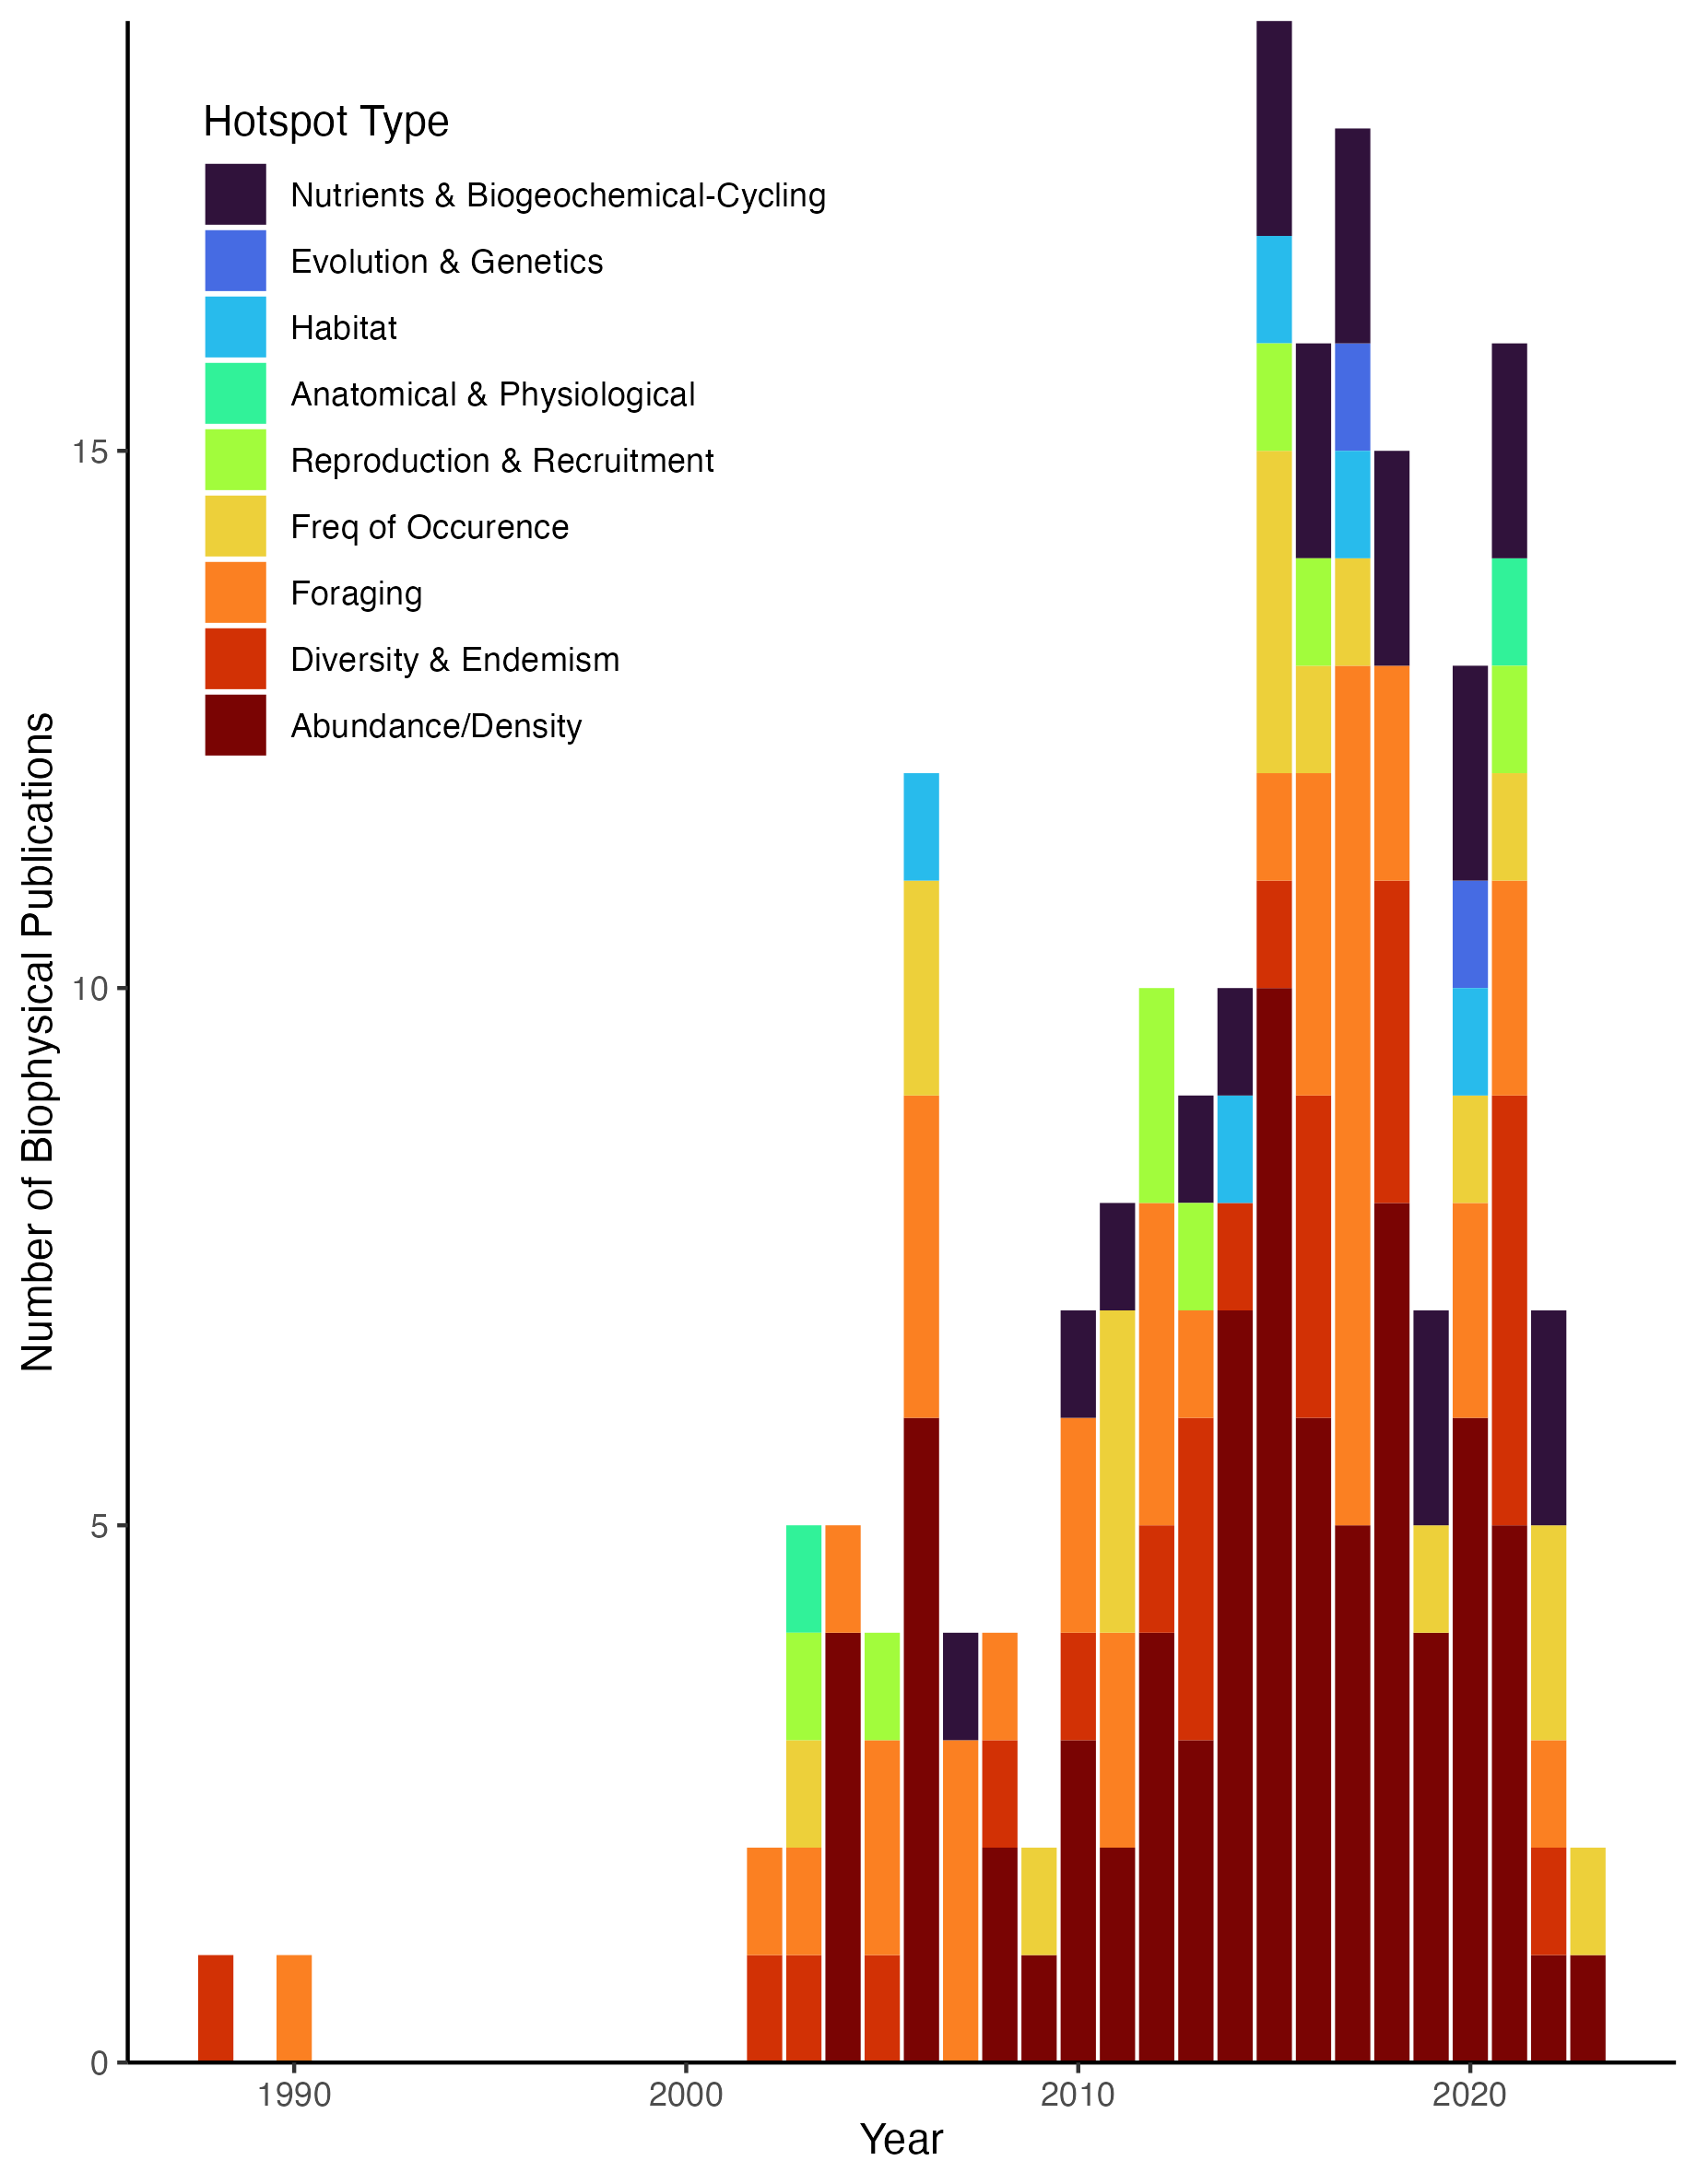 Hotspot Type
Nutrients & Biogeochemical-Cycling
Evolution & Genetics
Habitat
Anatomical & Physiological
Reproduction & Recruitment
Freq of Occurence
Foraging
Diversity & Endemism
Abundance/Density
Number of Biophysical Publications
15
10
5
0
1990
2000
2010
2020
Year